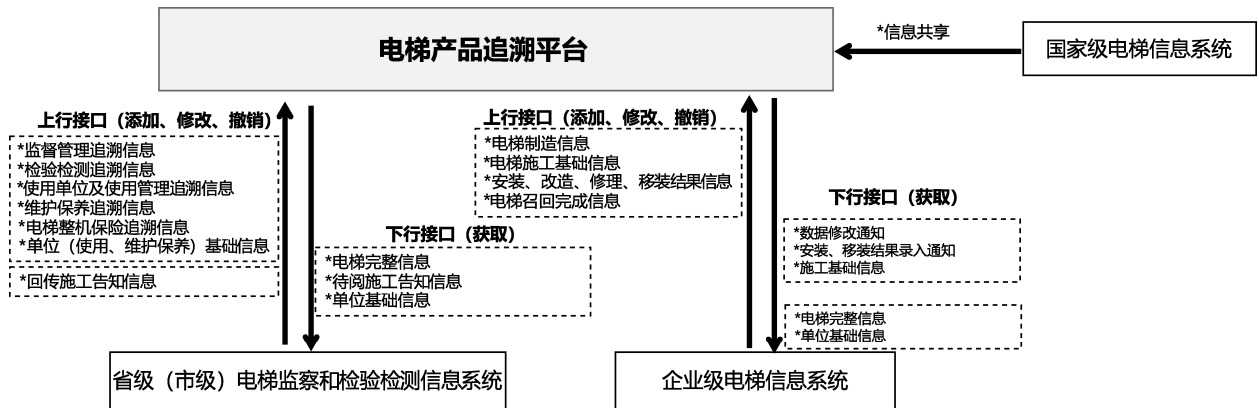 电梯产品追溯平台
*信息共享
国家级电梯信息系统
上行接口（添加、修改、撤销）
*监督管理追溯信息
*检验检测追溯信息
*使用单位及使用管理追溯信息
*维护保养追溯信息
*电梯整机保险追溯信息
*单位（使用、维护保养）基础信息
*回传施工告知信息
下行接口（获取）
*电梯完整信息
*待阅施工告知信息
*单位基础信息
上行接口（添加、修改、撤销）
*电梯制造信息
*电梯施工基础信息
*安装、改造、修理、移装结果信息
*电梯召回完成信息
下行接口（获取）
*数据修改通知
*安装、移装结果录入通知
*施工基础信息
*电梯完整信息
*单位基础信息
省级（市级）电梯监察和检验检测信息系统
企业级电梯信息系统